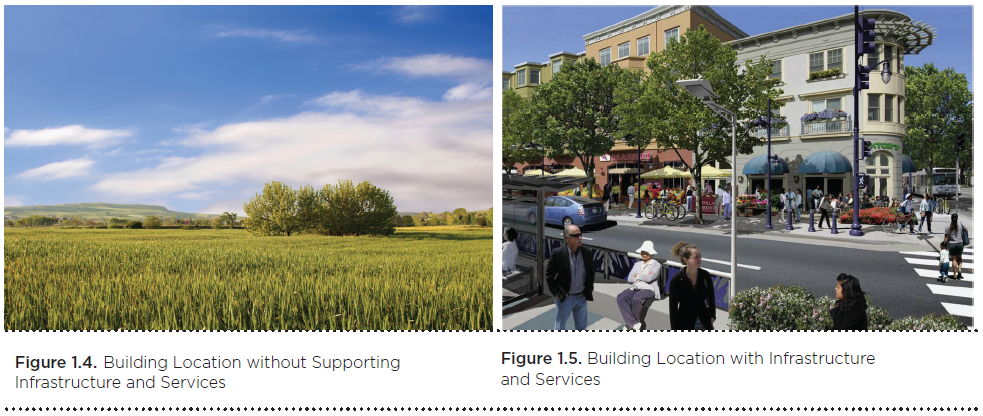 Figure 1.4. Building Location without Supporting
Infrastructure and Services
Figure 1.5. Building Location with Infrastructure
and Services